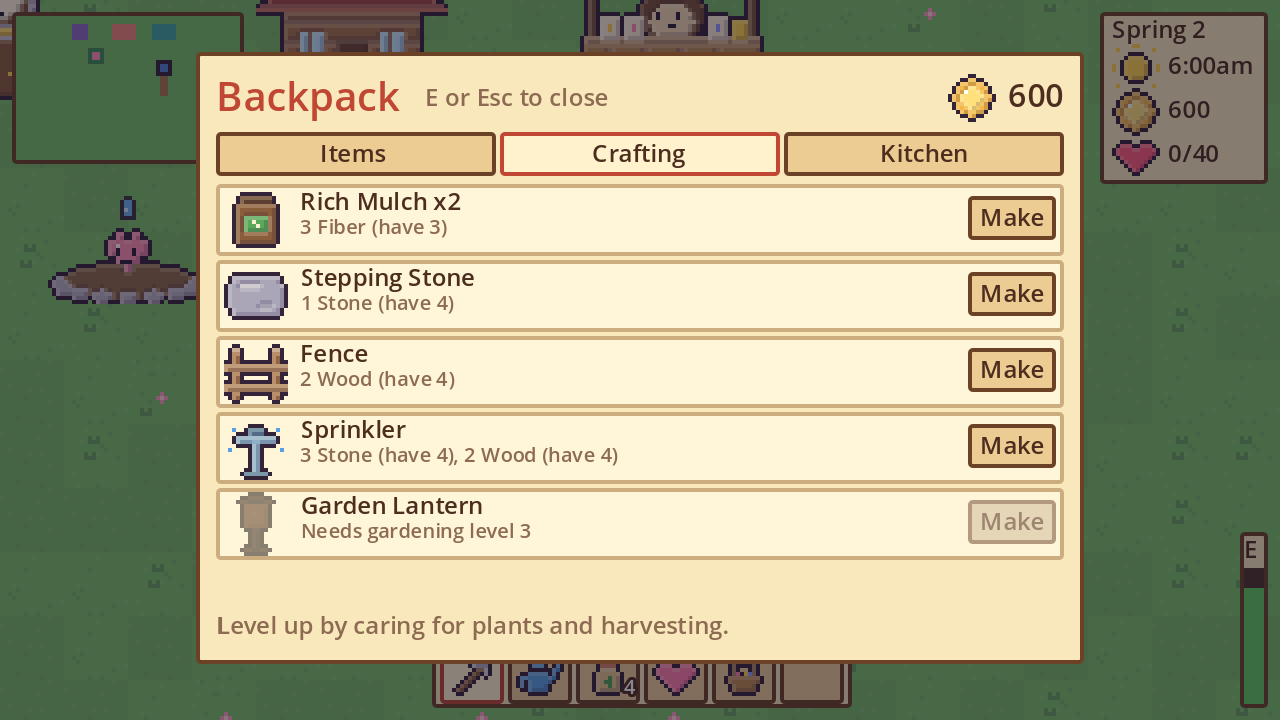 Spring 2
6:00am
600
0/40
Backpack
E or Esc to close
600
Items
Crafting
Kitchen
Rich Mulch x2
3 Fiber (have 3)
Make
Stepping Stone
1 Stone (have 4)
Make
Fence
2 Wood (have 4)
Make
Sprinkler
3 Stone (have 4), 2 Wood (have 4)
Make
Garden Lantern
Needs gardening level 3
Make
Level up by caring for plants and harvesting.
E
4